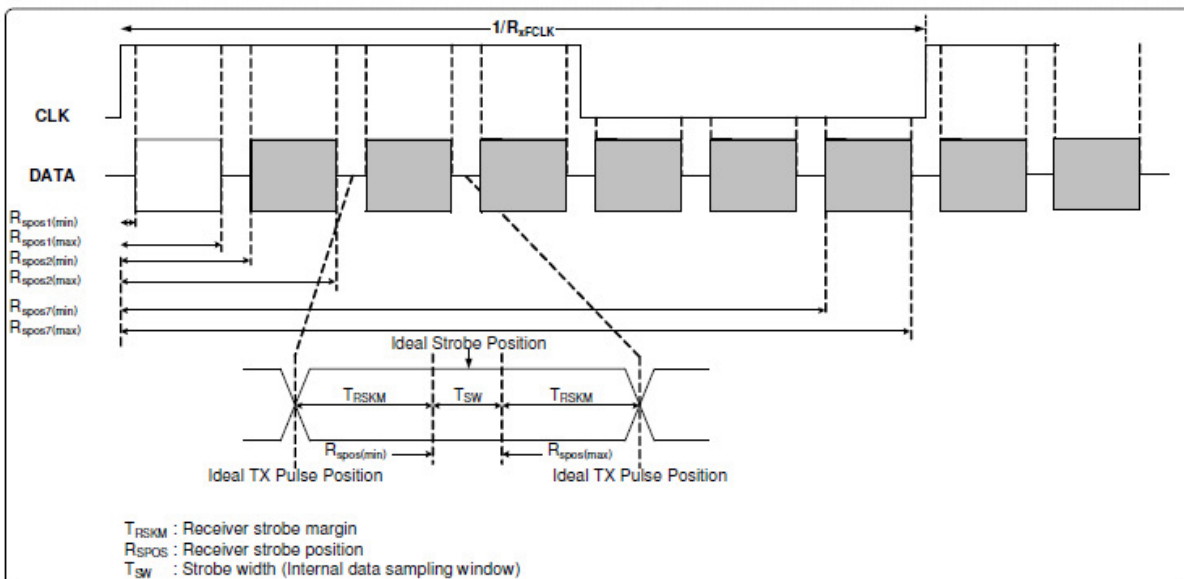 1/RxFCLK
CLK
DATA
Rspos1(min)
Rspos1(max)
Rspos2(min)
Rspos2(max)
Rspos7(min)
Rspos7(max)
Ideal Strobe Position
TRSKM TSW TRSKM
Rspos(min) Rspos(max)
Ideal TX Pulse Position Ideal TX Pulse Position
TRSKM : Receiver strobe margin
RSPOS : Receiver strobe position
TSW : Strobe width (Internal data sampling window)